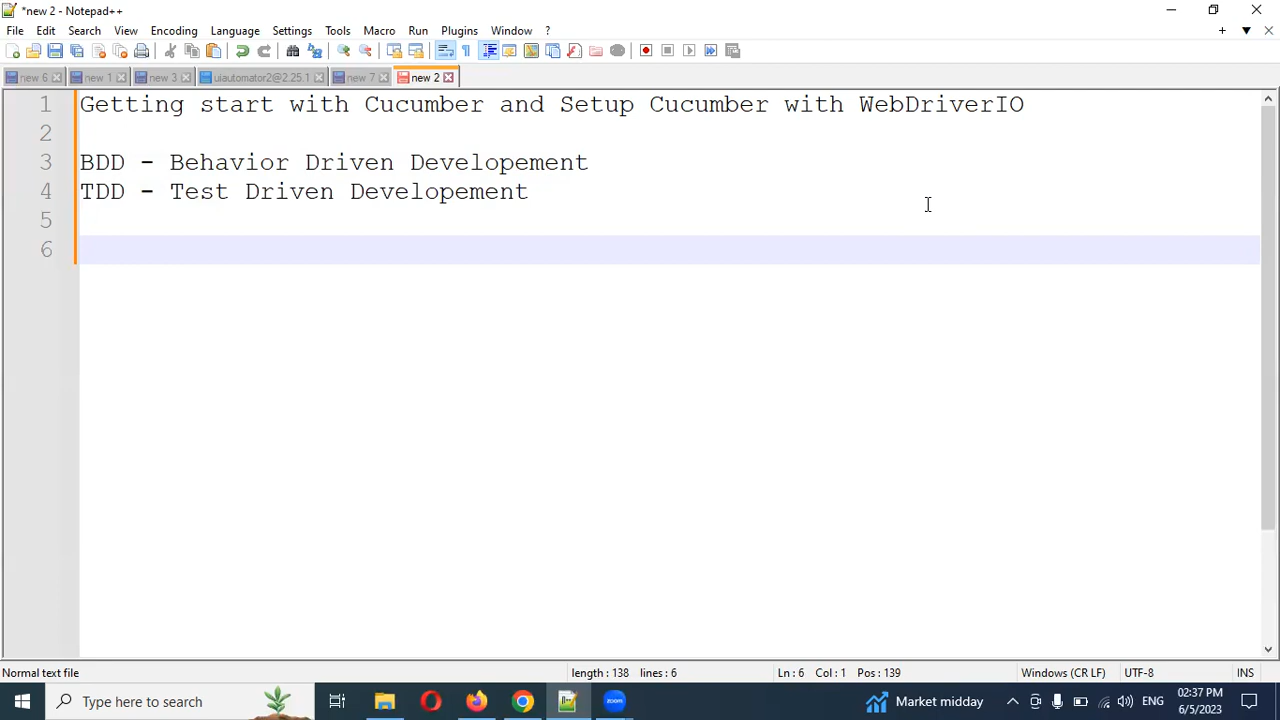 *new 2 - Notepad++
File Edit Search View Encoding Language Settings Tools Macro Run Plugins Window ?
new 6 new 1 new 3 uiautomator2@2.25.1 new 7 new 2
1 Getting start with Cucumber and Setup Cucumber with WebDriverIO
2
3 BDD - Behavior Driven Developement
4 TDD - Test Driven Developement
5
6
Normal text file length : 138 lines : 6 Ln : 6 Col : 1 Pos : 139 Windows (CR LF) UTF-8 INS
Type here to search zoom Market midday ENG 02:37 PM
6/5/2023